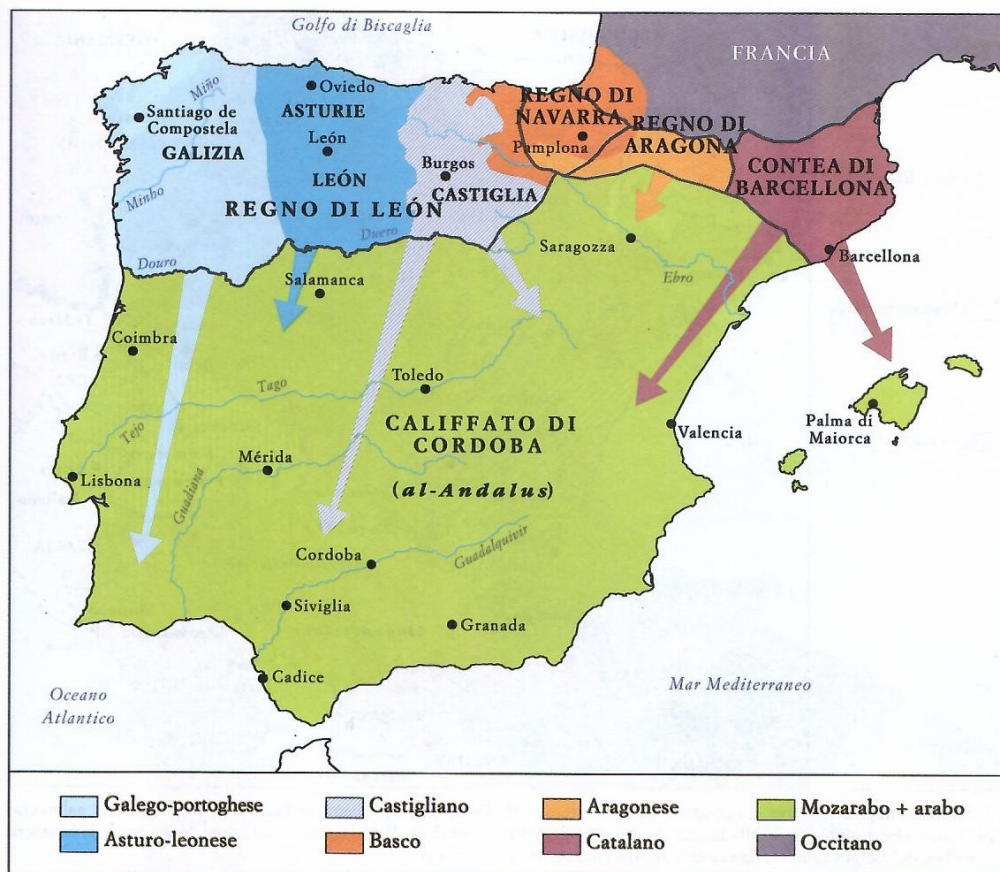 Golfo di Biscaglia
FRANCIA
Miño
Oviedo
ASTURIE
REGNO DI
NAVARRA
REGNO DI
ARAGONA
Santiago de
Compostela
GALIZIA
León
Pamplona
Burgos
CONTEA DI
BARCELLONA
LEÓN
CASTIGLIA
Minho
REGNO DI LEÓN
Duero
Saragozza
Barcellona
Douro
Salamanca
Ebro
Coimbra
Tago
Toledo
CALIFFATO DI
CORDOBA
(al-Andalus)
Palma di
Maiorca
Valencia
Tejo
Mérida
Lisbona
Guadiana
Cordoba
Guadalquivir
Siviglia
Granada
Cadice
Oceano
Atlantico
Mar Mediterraneo
Galego-portoghese
Castigliano
Aragonese
Mozarabo + arabo
Asturo-leonese
Basco
Catalano
Occitano